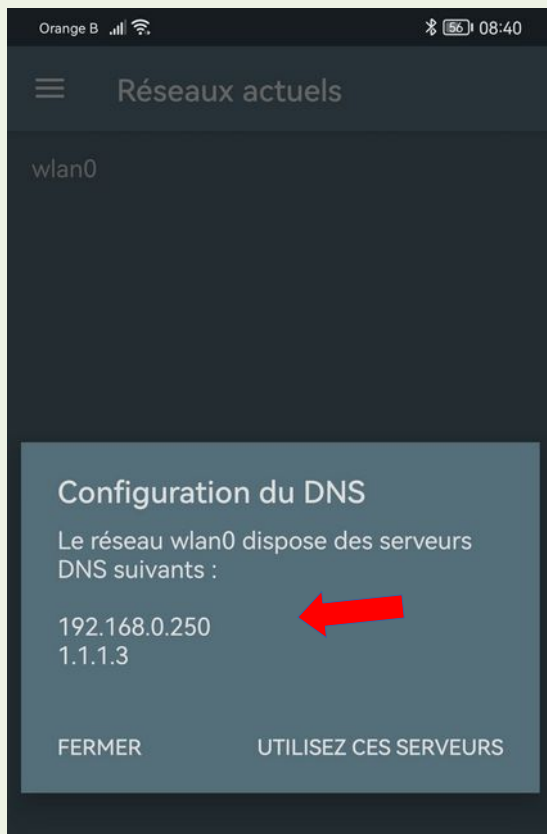 Orange B 56 08:40
Réseaux actuels
wlan0
Configuration du DNS
Le réseau wlan0 dispose des serveurs
DNS suivants :
192.168.0.250
1.1.1.3
FERMER UTILISEZ CES SERVEURS